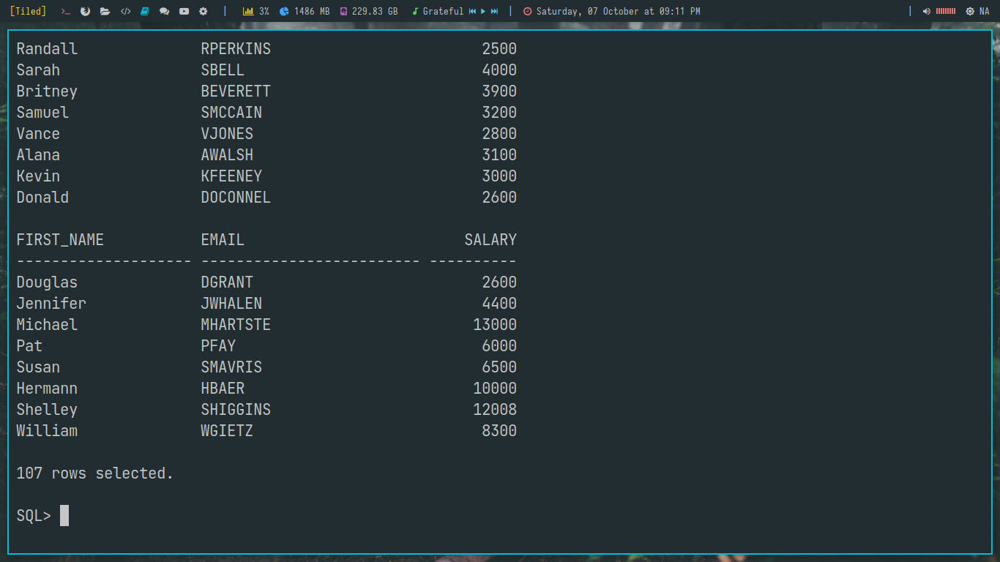 [Tiled] >_ </> | 3% 1486 MB 229.83 GB Grateful | Saturday, 07 October at 09:11 PM | NA
Randall RPERKINS 2500
Sarah SBELL 4000
Britney BEVERETT 3900
Samuel SMCCAIN 3200
Vance VJONES 2800
Alana AWALSH 3100
Kevin KFEENEY 3000
Donald DOCONNEL 2600
FIRST_NAME EMAIL SALARY
-------------------- ------------------------- ----------
Douglas DGRANT 2600
Jennifer JWHALEN 4400
Michael MHARTSTE 13000
Pat PFAY 6000
Susan SMAVRIS 6500
Hermann HBAER 10000
Shelley SHIGGINS 12008
William WGIETZ 8300
107 rows selected.
SQL>